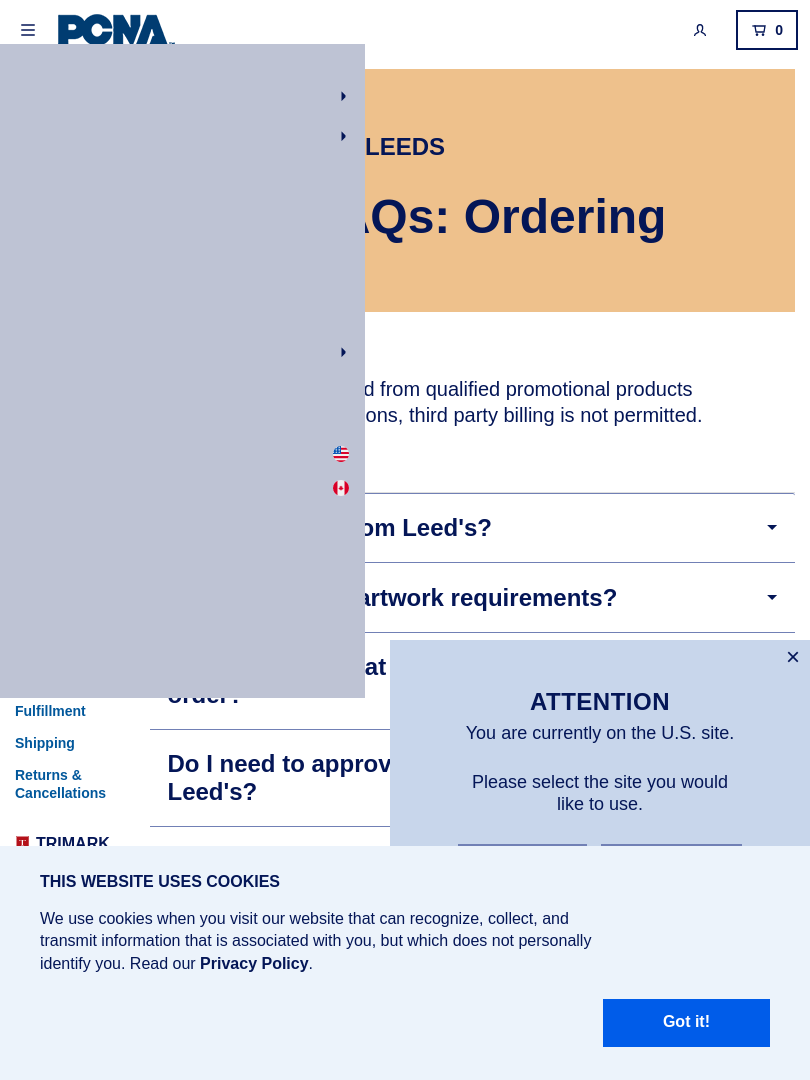 PCNA
0
LEEDS
AQs: Ordering
d from qualified promotional products
ons, third party billing is not permitted.
om Leed's?
artwork requirements?
at
order?
Do I need to approv
Leed's?
Fulfillment
Shipping
Returns &
Cancellations
T TRIMARK
×
ATTENTION
You are currently on the U.S. site.
Please select the site you would
like to use.
THIS WEBSITE USES COOKIES
We use cookies when you visit our website that can recognize, collect, and
transmit information that is associated with you, but which does not personally
identify you. Read our Privacy Policy.
Got it!